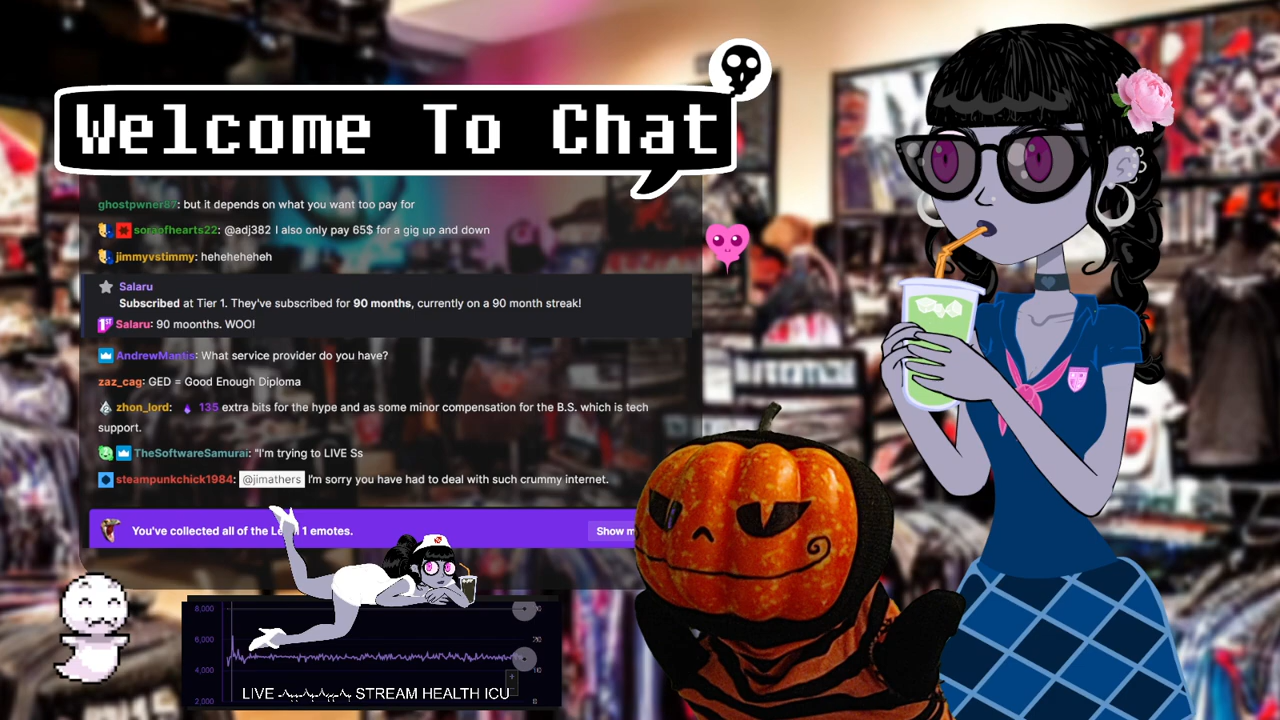 Welcome To Chat
ghostpwner87: but it depends on what you want too pay for
soraofhearts22: @adj382 I also only pay 65$ for a gig up and down
jimmyvstimmy: heheheheheh
Salaru
Subscribed at Tier 1. They've subscribed for 90 months, currently on a 90 month streak!
1ST Salaru: 90 moonths. WOO!
AndrewMantis: What service provider do you have?
zaz_cag: GED = Good Enough Diploma
2 zhon_lord: 135 extra bits for the hype and as some minor compensation for the B.S. which is tech
support.
TheSoftwareSamurai: "I'm trying to LIVE Ss
steampunkchick1984: @jimathers I'm sorry you have had to deal with such crummy internet.
You've collected all of the 1 emotes.
Show
8,000
6,000
4,000
2,000
LIVE STREAM HEALTH ICU